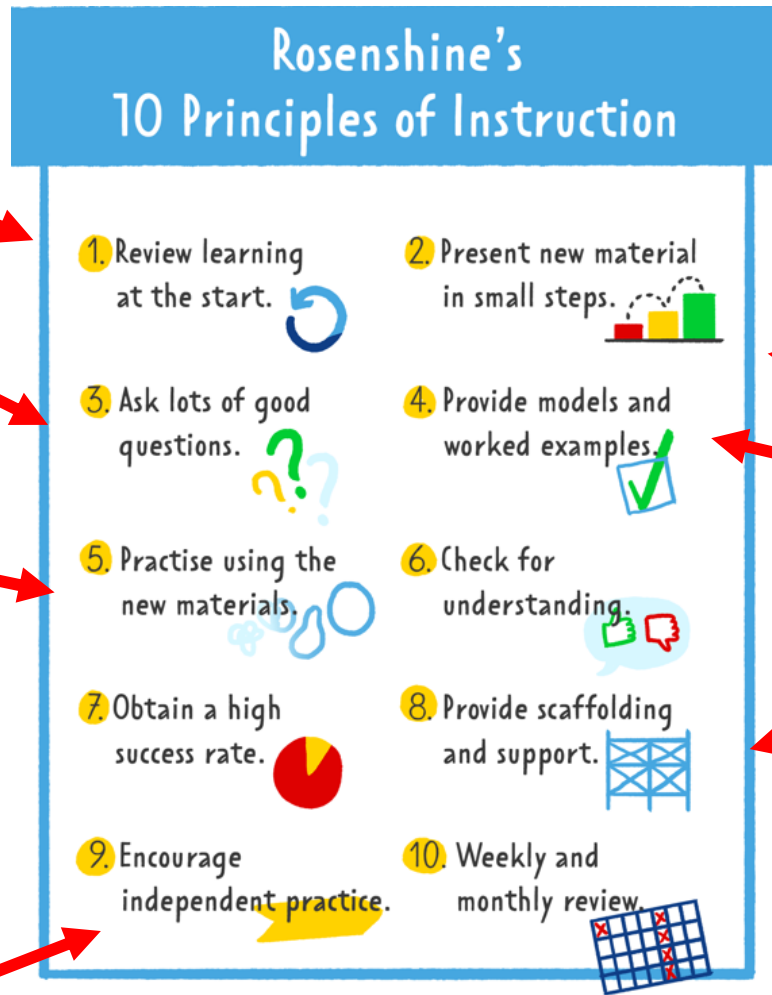 Rosenshine's
10 Principles of Instruction
1. Review learning
at the start.
2. Present new material
in small steps.
3. Ask lots of good
questions.
4. Provide models and
worked examples.
5. Practise using the
new materials.
6. Check for
understanding.
7. Obtain a high
success rate.
8. Provide scaffolding
and support.
9. Encourage
independent practice.
10. Weekly and
monthly review.